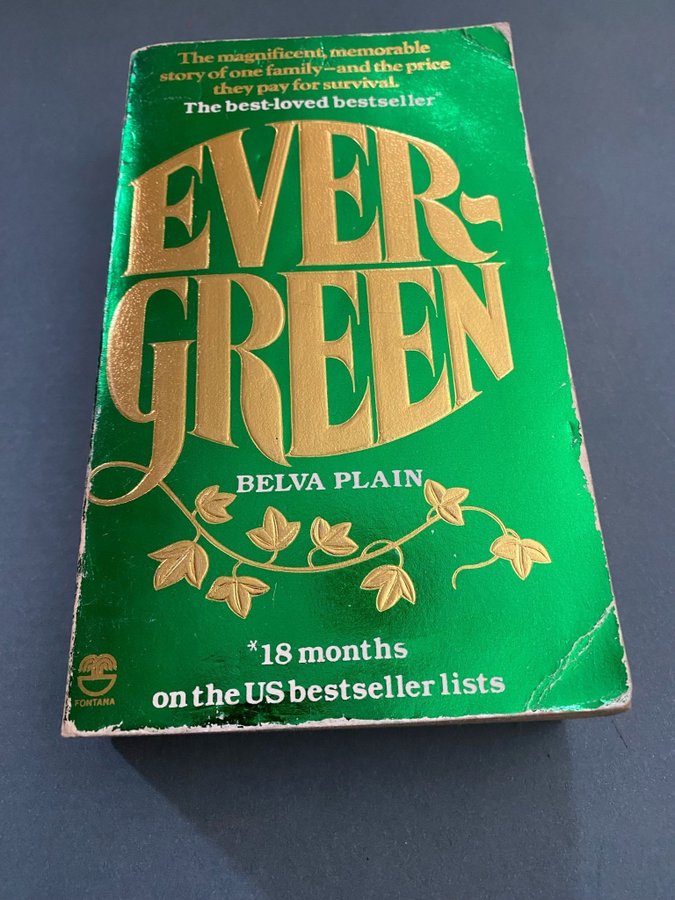 The magnificent, memorable
story of one family—and the price
they pay for survival.
The best-loved bestseller*
EVER-
GREEN
BELVA PLAIN
*18 months
on the US bestseller lists
FONTANA